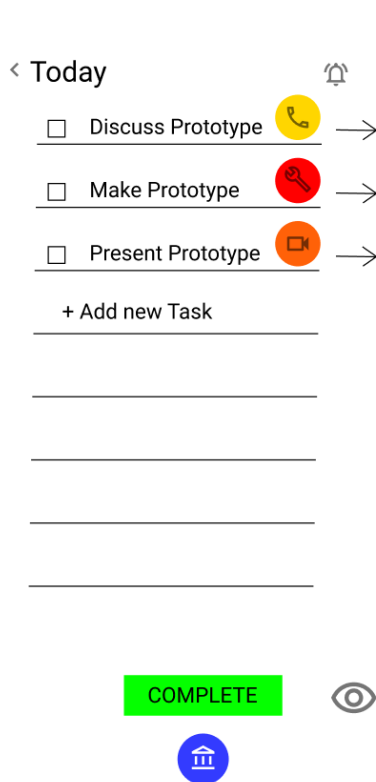 Today
Discuss Prototype
Make Prototype
Present Prototype
+ Add new Task
COMPLETE